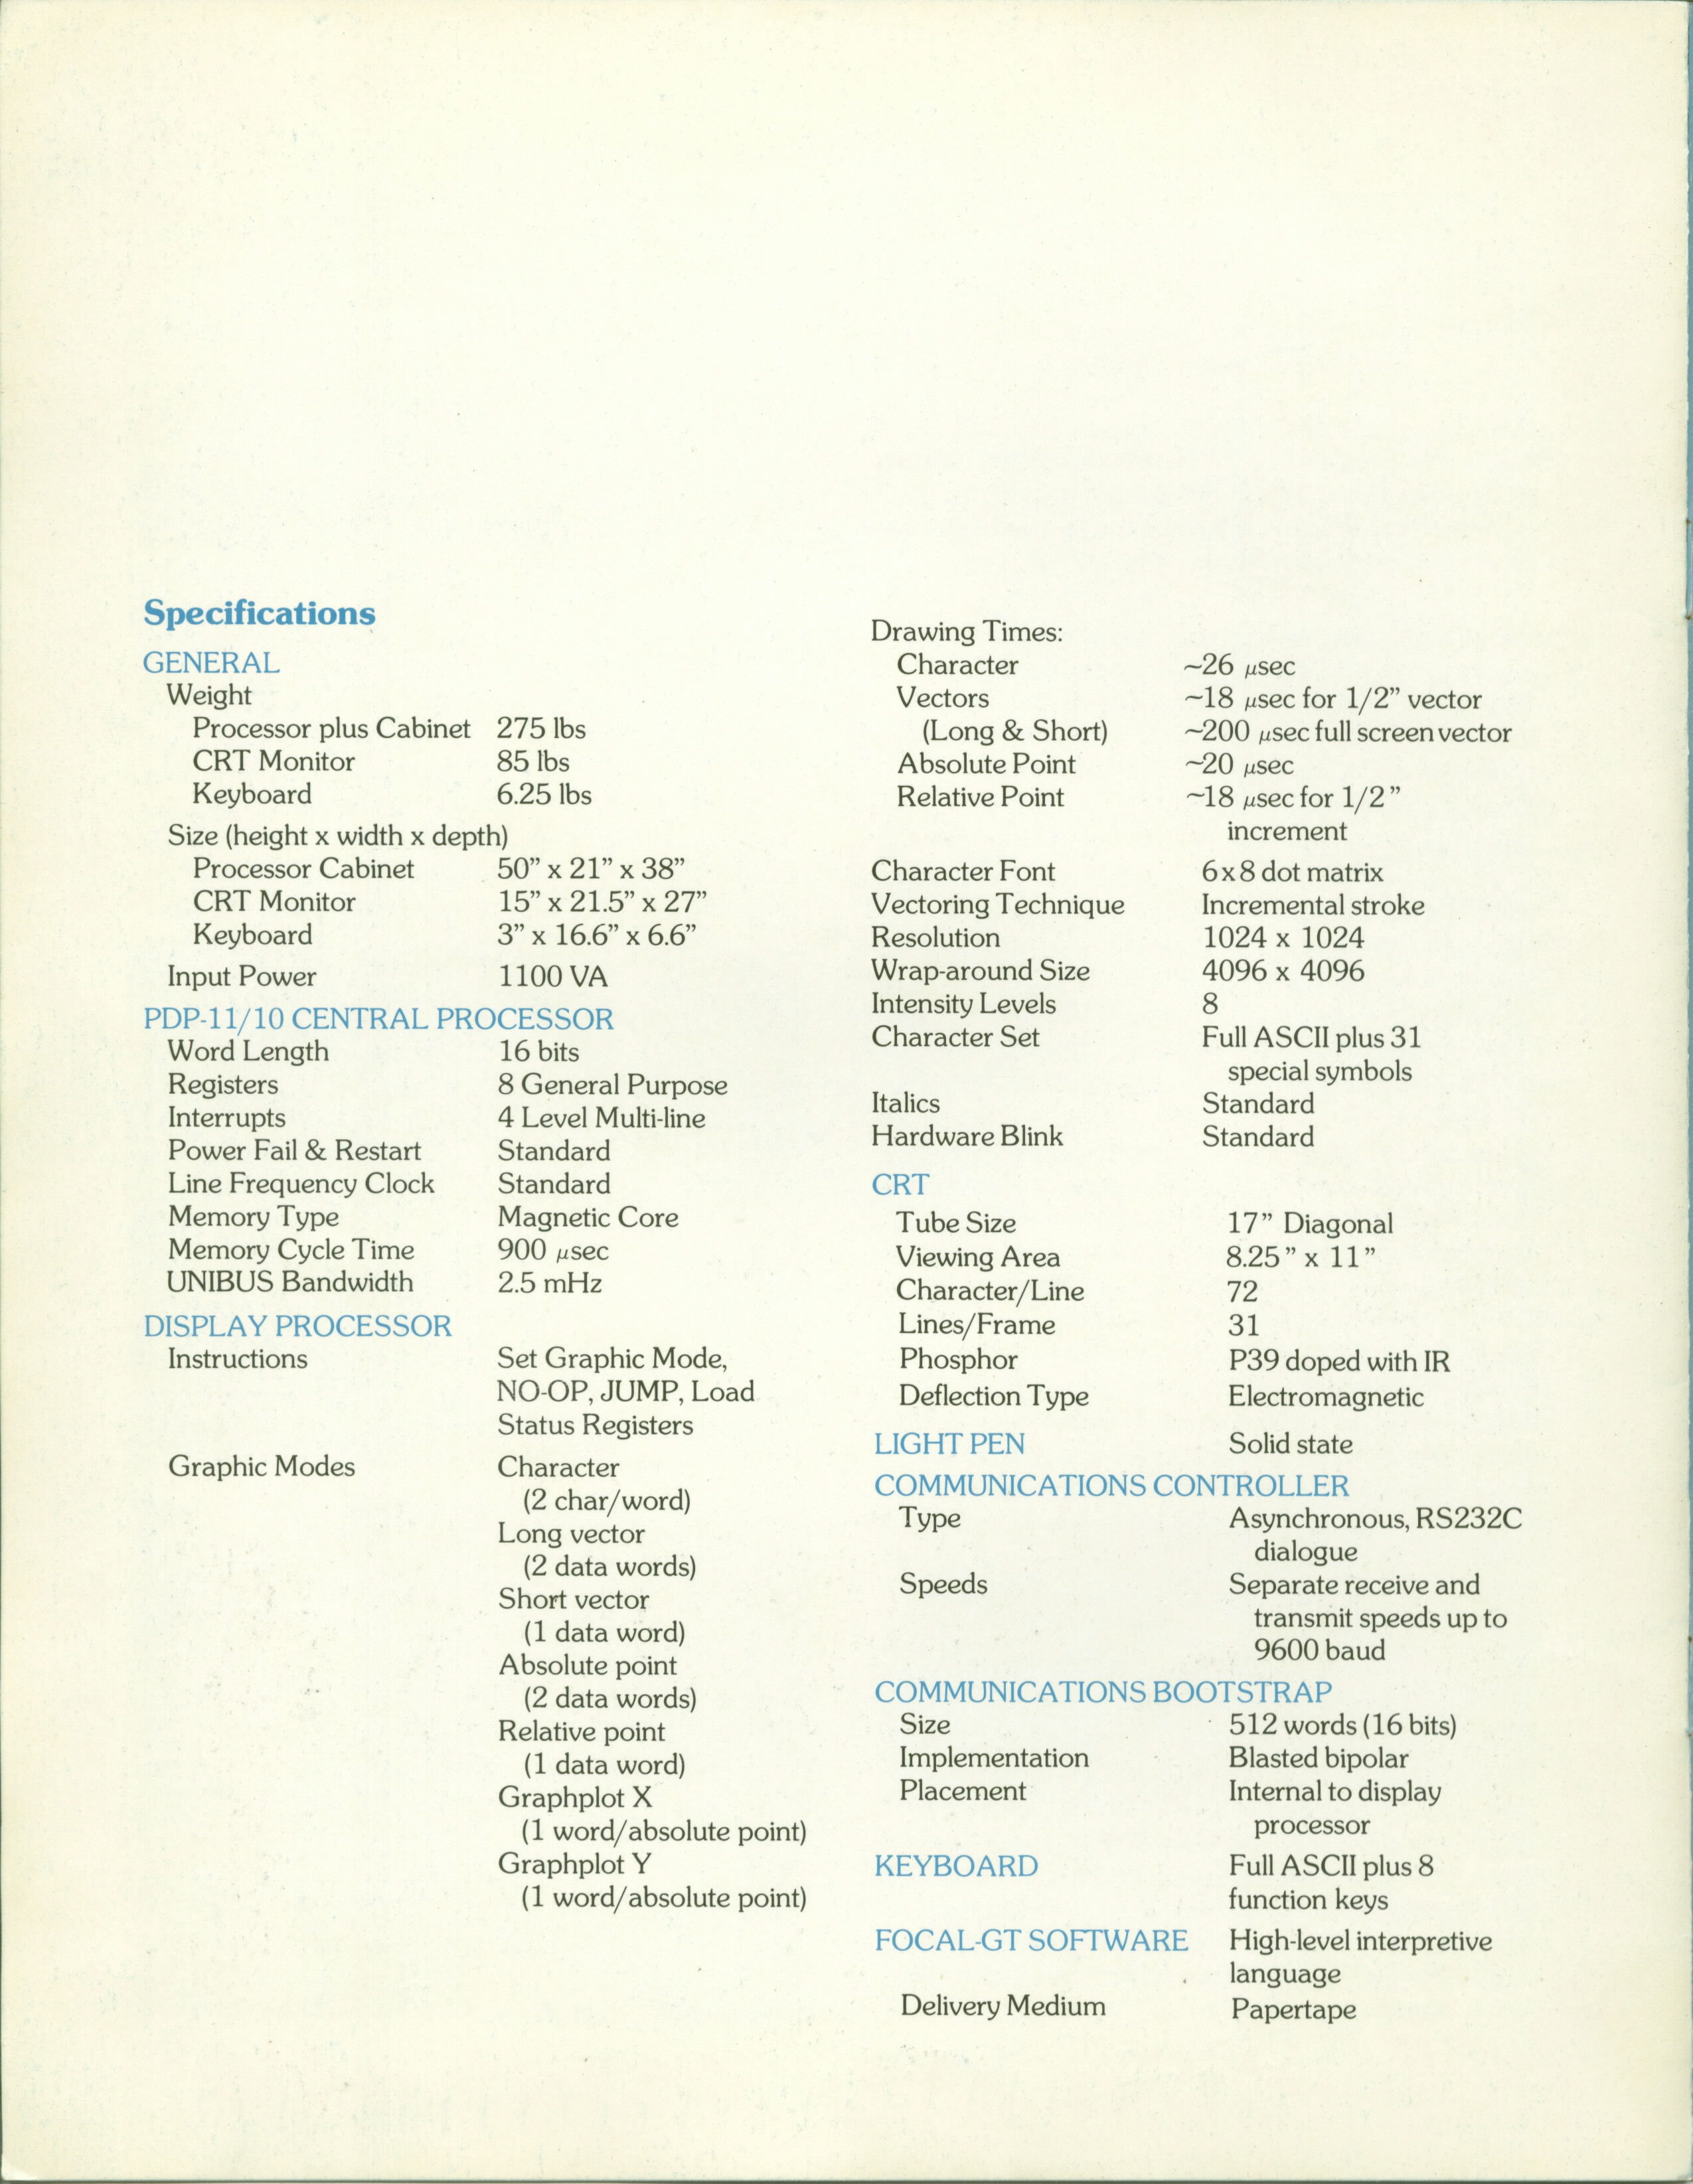 Specifications
GENERAL
Weight
Processor plus Cabinet 275 lbs
CRT Monitor 85 lbs
Keyboard 6.25 lbs
Size (height x width x depth)
Processor Cabinet 50” x 21” x 38”
CRT Monitor 15” x 21.5” x 27”
Keyboard 3” x 16.6” x 6.6”
Input Power 1100 VA
PDP-11/10 CENTRAL PROCESSOR
Word Length 16 bits
Registers 8 General Purpose
Interrupts 4 Level Multi-line
Power Fail & Restart Standard
Line Frequency Clock Standard
Memory Type Magnetic Core
Memory Cycle Time 900 μsec
UNIBUS Bandwidth 2.5 mHz
DISPLAY PROCESSOR
Instructions Set Graphic Mode,
NO-OP, JUMP, Load
Status Registers
Graphic Modes Character
(2 char/word)
Long vector
(2 data words)
Short vector
(1 data word)
Absolute point
(2 data words)
Relative point
(1 data word)
Graphplot X
(1 word/absolute point)
Graphplot Y
(1 word/absolute point)
Drawing Times:
Character ~26 μsec
Vectors ~18 μsec for 1/2” vector
(Long & Short) ~200 μsec full screen vector
Absolute Point ~20 μsec
Relative Point ~18 μsec for 1/2”
increment
Character Font 6x8 dot matrix
Vectoring Technique Incremental stroke
Resolution 1024 x 1024
Wrap-around Size 4096 x 4096
Intensity Levels 8
Character Set Full ASCII plus 31
special symbols
Italics Standard
Hardware Blink Standard
CRT
Tube Size 17” Diagonal
Viewing Area 8.25” x 11”
Character/Line 72
Lines/Frame 31
Phosphor P39 doped with IR
Deflection Type Electromagnetic
LIGHT PEN Solid state
COMMUNICATIONS CONTROLLER
Type Asynchronous, RS232C
dialogue
Speeds Separate receive and
transmit speeds up to
9600 baud
COMMUNICATIONS BOOTSTRAP
Size 512 words (16 bits)
Implementation Blasted bipolar
Placement Internal to display
processor
KEYBOARD Full ASCII plus 8
function keys
FOCAL-GT SOFTWARE High-level interpretive
language
Delivery Medium Papertape